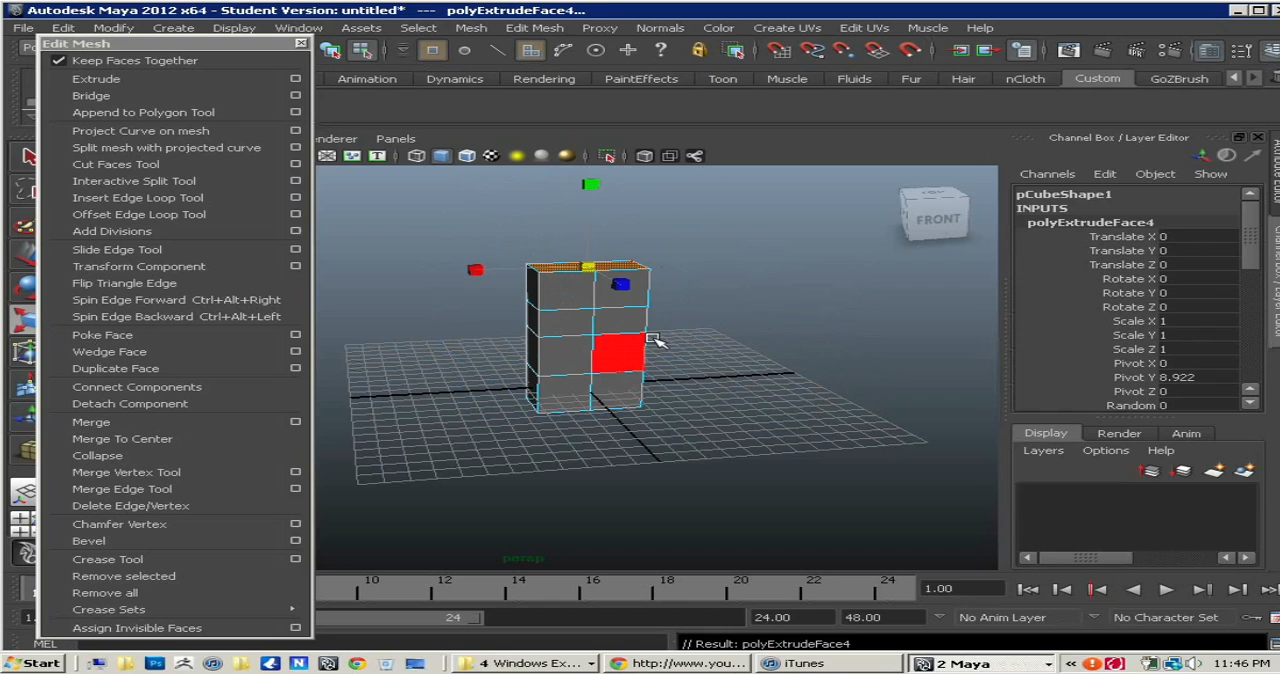 Autodesk Maya 2012 x64 - Student Version: untitled* --- polyExtrudeFace4...
File Edit Modify Create Display Window Assets Select Mesh Edit Mesh Proxy Normals Color Create UVs Edit UVs Muscle Help
Edit Mesh
Animation Dynamics Rendering PaintEffects Toon Muscle Fluids Fur Hair nCloth Custom GoZBrush
Keep Faces Together
Extrude
Bridge
Append to Polygon Tool
Project Curve on mesh
Split mesh with projected curve
Cut Faces Tool
Interactive Split Tool
Insert Edge Loop Tool
Offset Edge Loop Tool
Add Divisions
Slide Edge Tool
Transform Component
Flip Triangle Edge
Spin Edge Forward Ctrl+Alt+Right
Spin Edge Backward Ctrl+Alt+Left
Poke Face
Wedge Face
Duplicate Face
Connect Components
Detach Component
Merge
Merge To Center
Collapse
Merge Vertex Tool
Merge Edge Tool
Delete Edge/Vertex
Chamfer Vertex
Bevel
Crease Tool
Remove selected
Remove all
Crease Sets
Assign Invisible Faces
Panels
FRONT
persp
Channel Box / Layer Editor
Channels Edit Object Show
pCubeShape1
INPUTS
polyExtrudeFace4
Translate X 0
Translate Y 0
Translate Z 0
Rotate X 0
Rotate Y 0
Rotate Z 0
Scale X 1
Scale Y 1
Scale Z 1
Pivot X 0
Pivot Y 8.922
Pivot Z 0
Random 0
Display Render Anim
Layers Options Help
10 12 14 16 18 20 22 24 1.00
24 24.00 48.00 No Anim Layer No Character Set
MEL // Result: polyExtrudeFace4
Start 4 Windows Ex... http://www.you... iTunes 2 Maya 11:46 PM